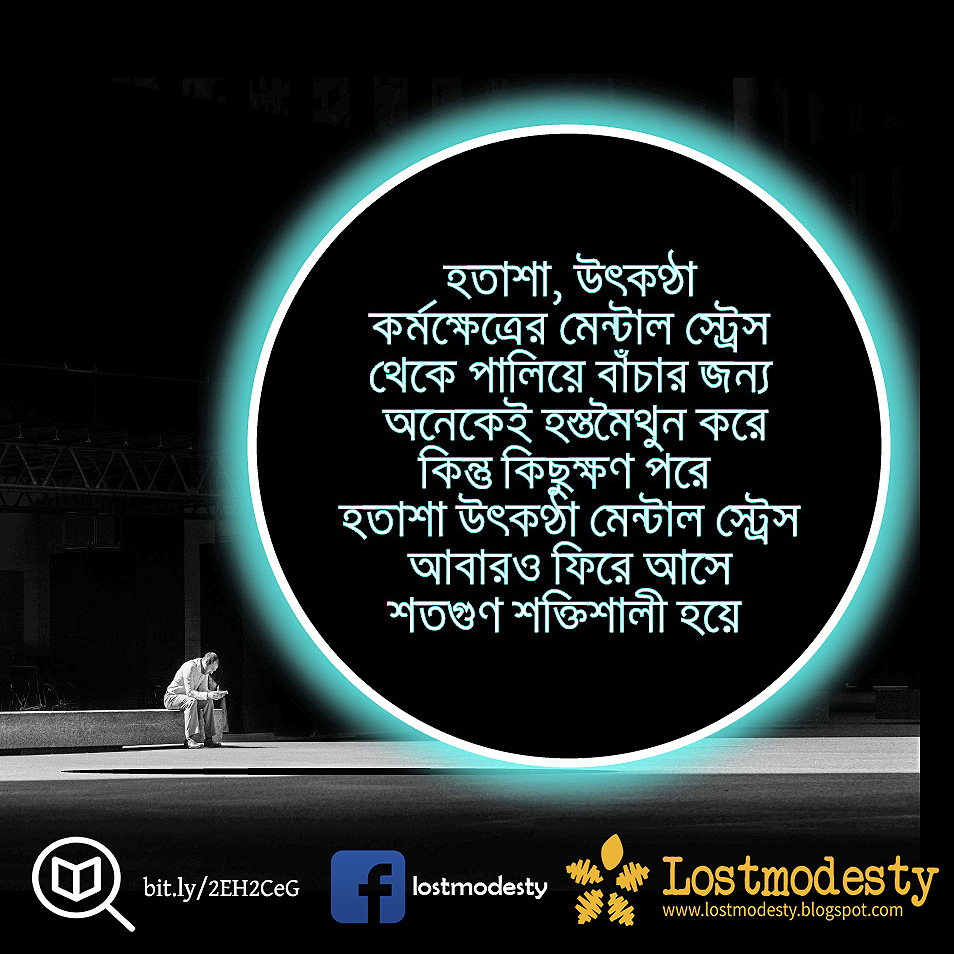 হতাশা, উৎকণ্ঠা
কর্মক্ষেত্রের মেন্টাল স্ট্রেস
থেকে পালিয়ে বাঁচার জন্য
অনেকেই হস্তমৈথুন করে
কিন্তু কিছুক্ষণ পরে
হতাশা উৎকণ্ঠা মেন্টাল স্ট্রেস
আবারও ফিরে আসে
শতগুণ শক্তিশালী হয়ে
bit.ly/2EH2CeG
lostmodesty
Lostmodesty
www.lostmodesty.blogspot.com